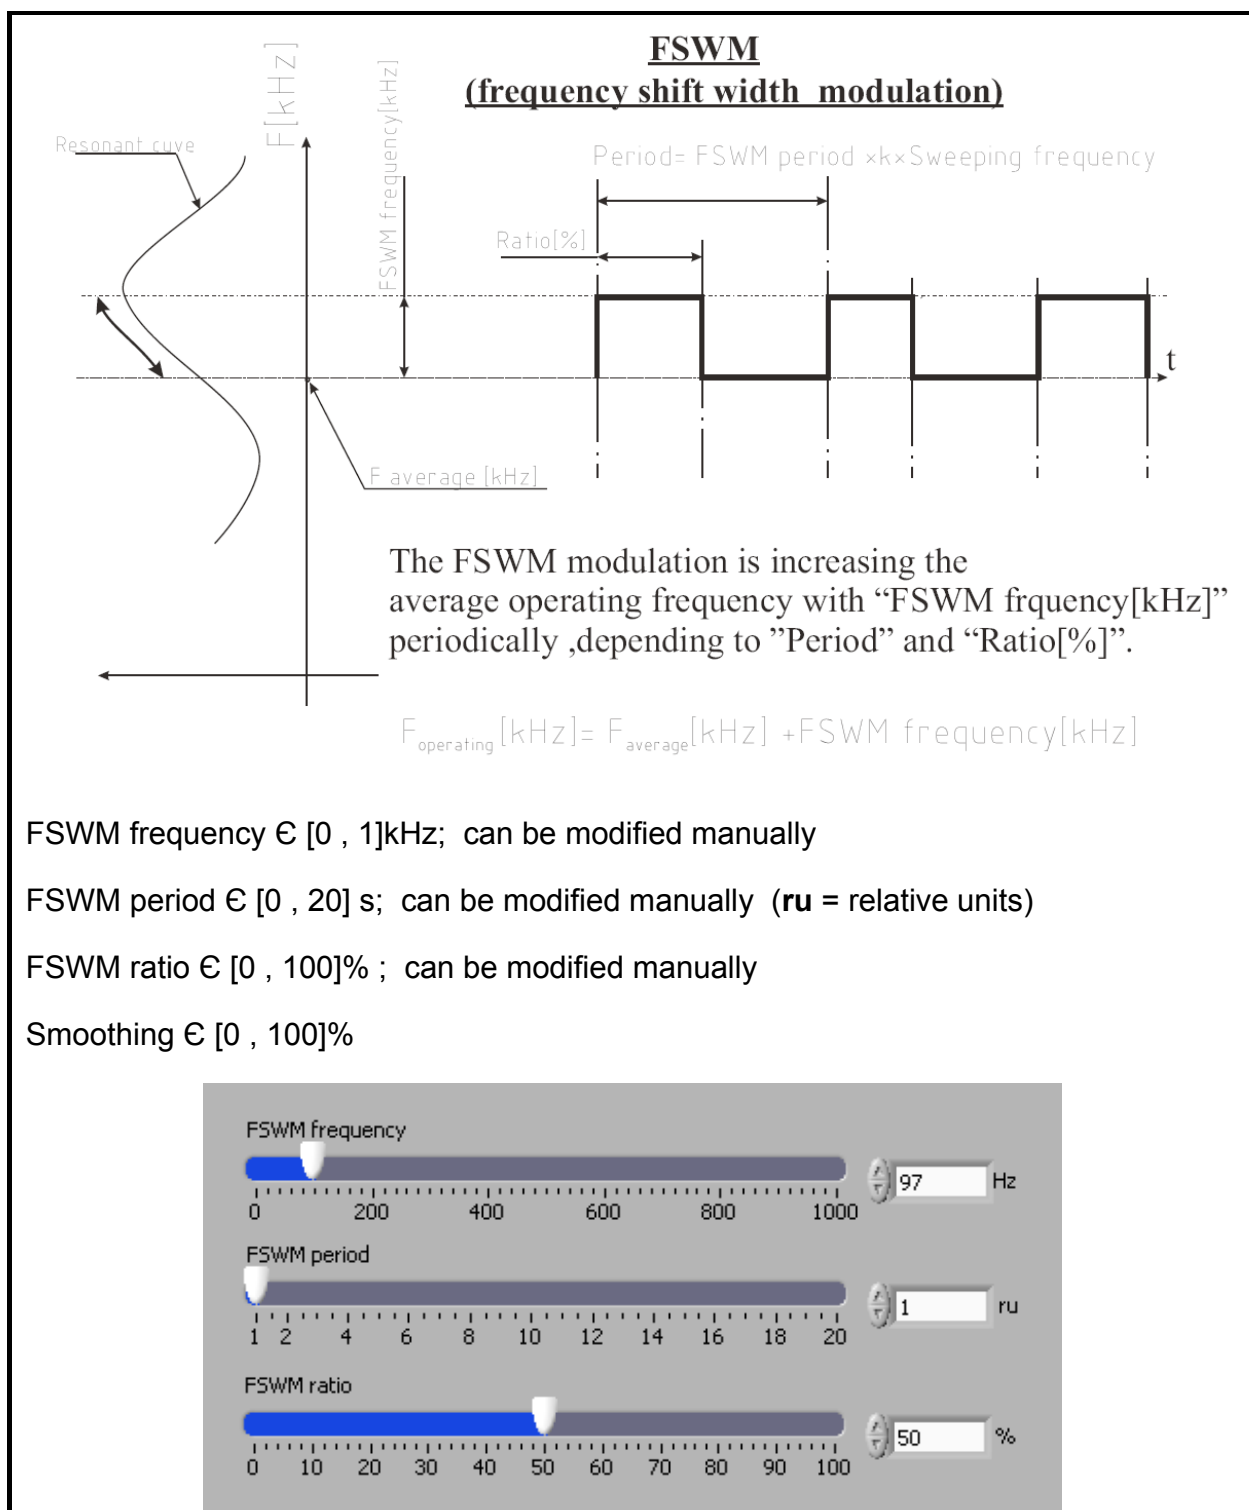 FSWM
(frequency shift width modulation)
F[kHz]
FSWM frequency[kHz]
Resonant cuve
Period= FSWM period ×k×Sweeping frequency
Ratio[%]
t
F average [kHz]
The FSWM modulation is increasing the
average operating frequency with “FSWM frquency[kHz]”
periodically ,depending to ”Period” and “Ratio[%]”.
Foperating[kHz]= Faverage[kHz] +FSWM frequency[kHz]
FSWM frequency Є [0 , 1]kHz; can be modified manually
FSWM period Є [0 , 20] s; can be modified manually (ru = relative units)
FSWM ratio Є [0 , 100]% ; can be modified manually
Smoothing Є [0 , 100]%
FSWM frequency
97 Hz
0 200 400 600 800 1000
FSWM period
1 ru
1 2 4 6 8 10 12 14 16 18 20
FSWM ratio
50 %
0 10 20 30 40 50 60 70 80 90 100